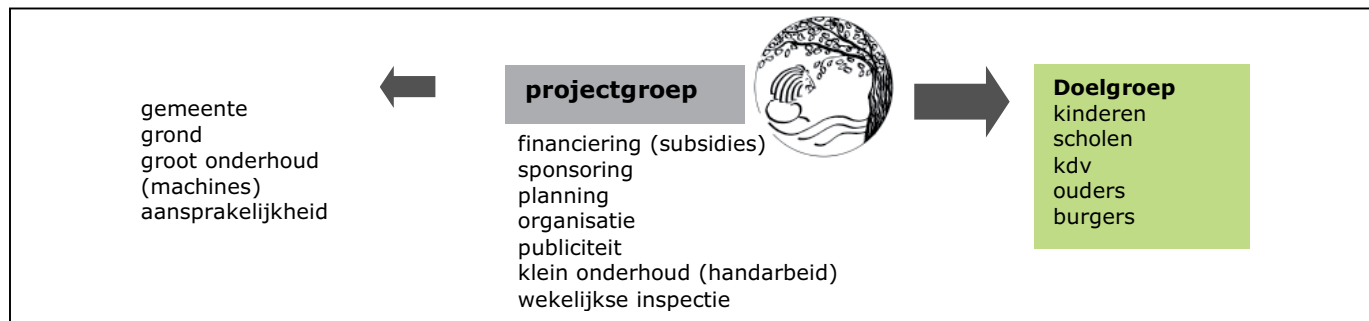 gemeente
grond
groot onderhoud
(machines)
aansprakelijkheid
projectgroep
financiering (subsidies)
sponsoring
planning
organisatie
publiciteit
klein onderhoud (handarbeid)
wekelijkse inspectie
Doelgroep
kinderen
scholen
kdv
ouders
burgers